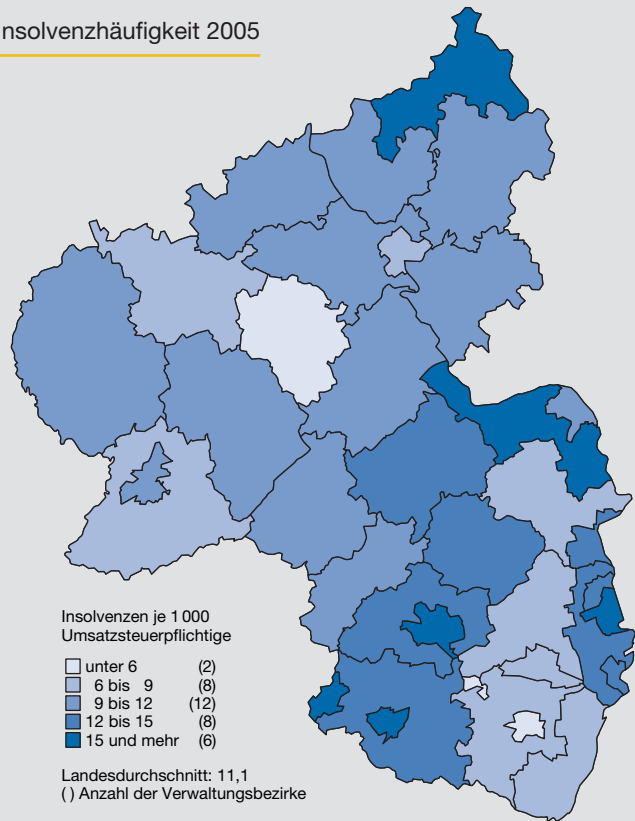 nsolvenzhäufigkeit 2005
Insolvenzen je 1 000
Umsatzsteuerpflichtige
unter 6 (2)
6 bis 9 (8)
9 bis 12 (12)
12 bis 15 (8)
15 und mehr (6)
Landesdurchschnitt: 11,1
( ) Anzahl der Verwaltungsbezirke